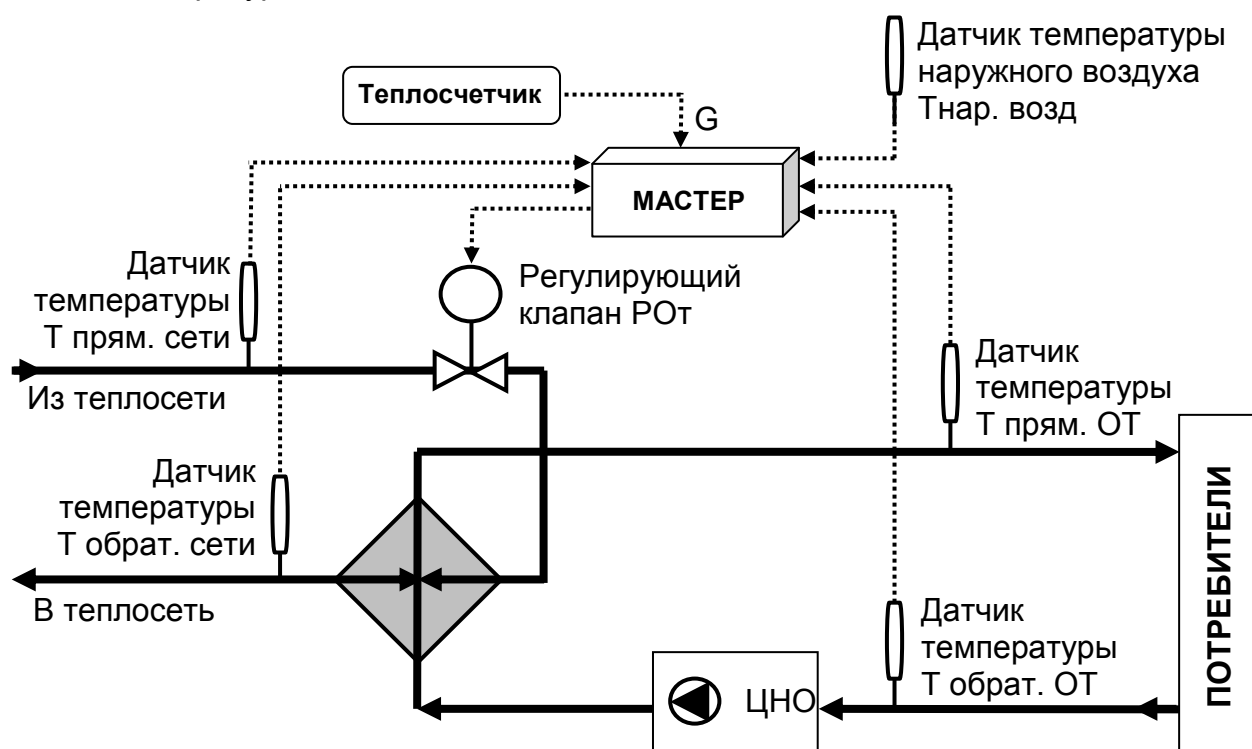 Датчик температуры
наружного воздуха
Тнар. возд
Теплосчетчик
G
МАСТЕР
Датчик
температуры
Т прям. сети
Регулирующий
клапан РОт
Из теплосети
Датчик
температуры
Т прям. ОТ
Датчик
температуры
Т обрат. сети
В теплосеть
ПОТРЕБИТЕЛИ
Датчик
температуры
Т обрат. ОТ
ЦНО